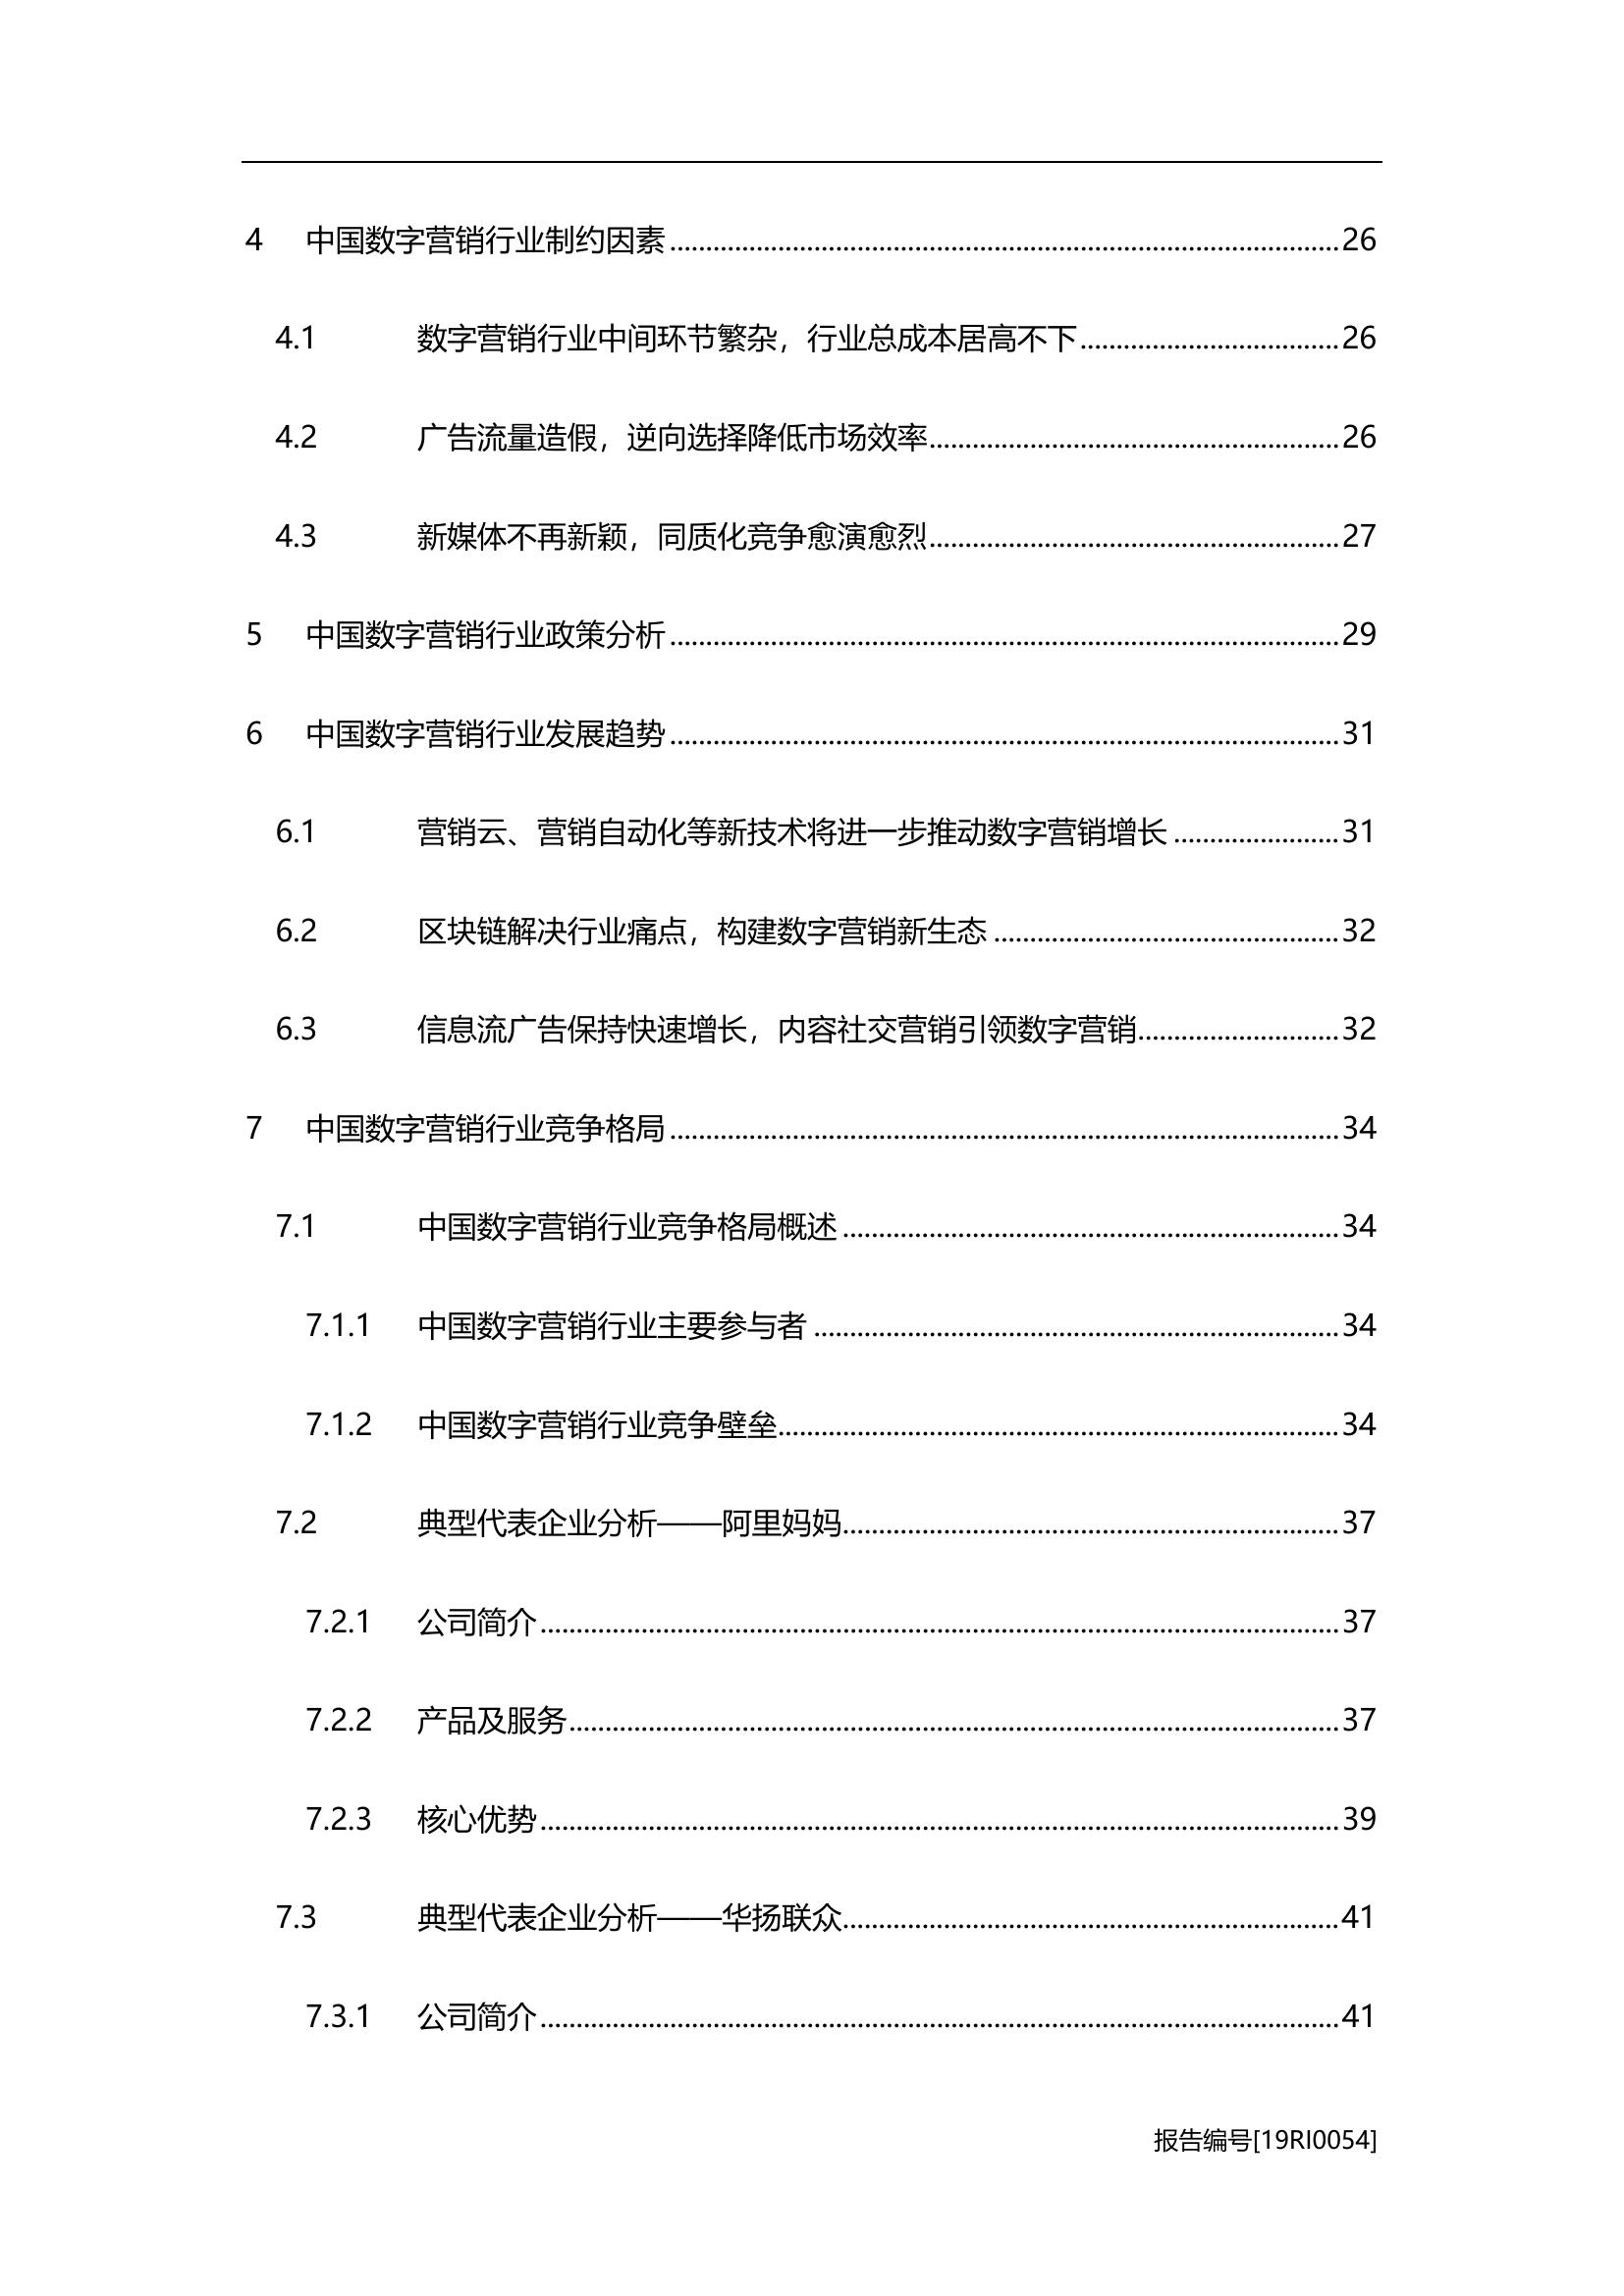 4 中国数字营销行业制约因素 26
4.1 数字营销行业中间环节繁杂，行业总成本居高不下 26
4.2 广告流量造假，逆向选择降低市场效率 26
4.3 新媒体不再新颖，同质化竞争愈演愈烈 27
5 中国数字营销行业政策分析 29
6 中国数字营销行业发展趋势 31
6.1 营销云、营销自动化等新技术将进一步推动数字营销增长 31
6.2 区块链解决行业痛点，构建数字营销新生态 32
6.3 信息流广告保持快速增长，内容社交营销引领数字营销 32
7 中国数字营销行业竞争格局 34
7.1 中国数字营销行业竞争格局概述 34
7.1.1 中国数字营销行业主要参与者 34
7.1.2 中国数字营销行业竞争壁垒 34
7.2 典型代表企业分析——阿里妈妈 37
7.2.1 公司简介 37
7.2.2 产品及服务 37
7.2.3 核心优势 39
7.3 典型代表企业分析——华扬联众 41
7.3.1 公司简介 41
报告编号[19RI0054]